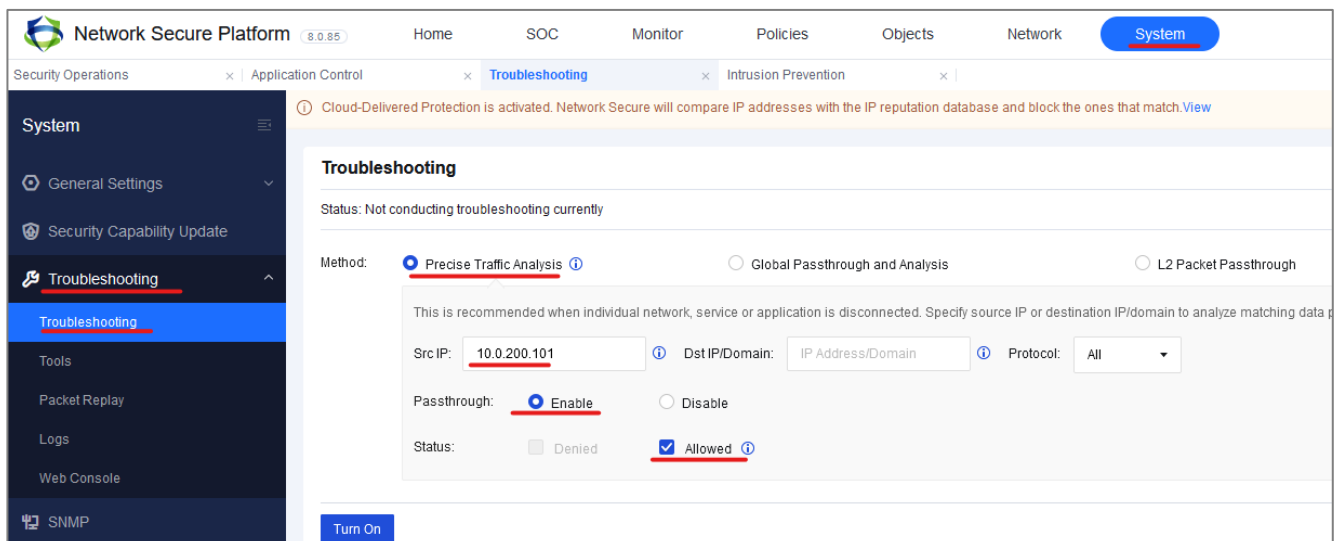 Network Secure Platform 8.0.85 Home SOC Monitor Policies Objects Network System
Security Operations × Application Control × Troubleshooting × Intrusion Prevention ×
System
Cloud-Delivered Protection is activated. Network Secure will compare IP addresses with the IP reputation database and block the ones that match.View
General Settings
Security Capability Update
Troubleshooting
Troubleshooting
Tools
Packet Replay
Logs
Web Console
SNMP
Troubleshooting
Status: Not conducting troubleshooting currently
Method: Precise Traffic Analysis Global Passthrough and Analysis L2 Packet Passthrough
This is recommended when individual network, service or application is disconnected. Specify source IP or destination IP/domain to analyze matching data
Src IP: 10.0.200.101 Dst IP/Domain: IP Address/Domain Protocol: All
Passthrough: Enable Disable
Status: Denied Allowed
Turn On